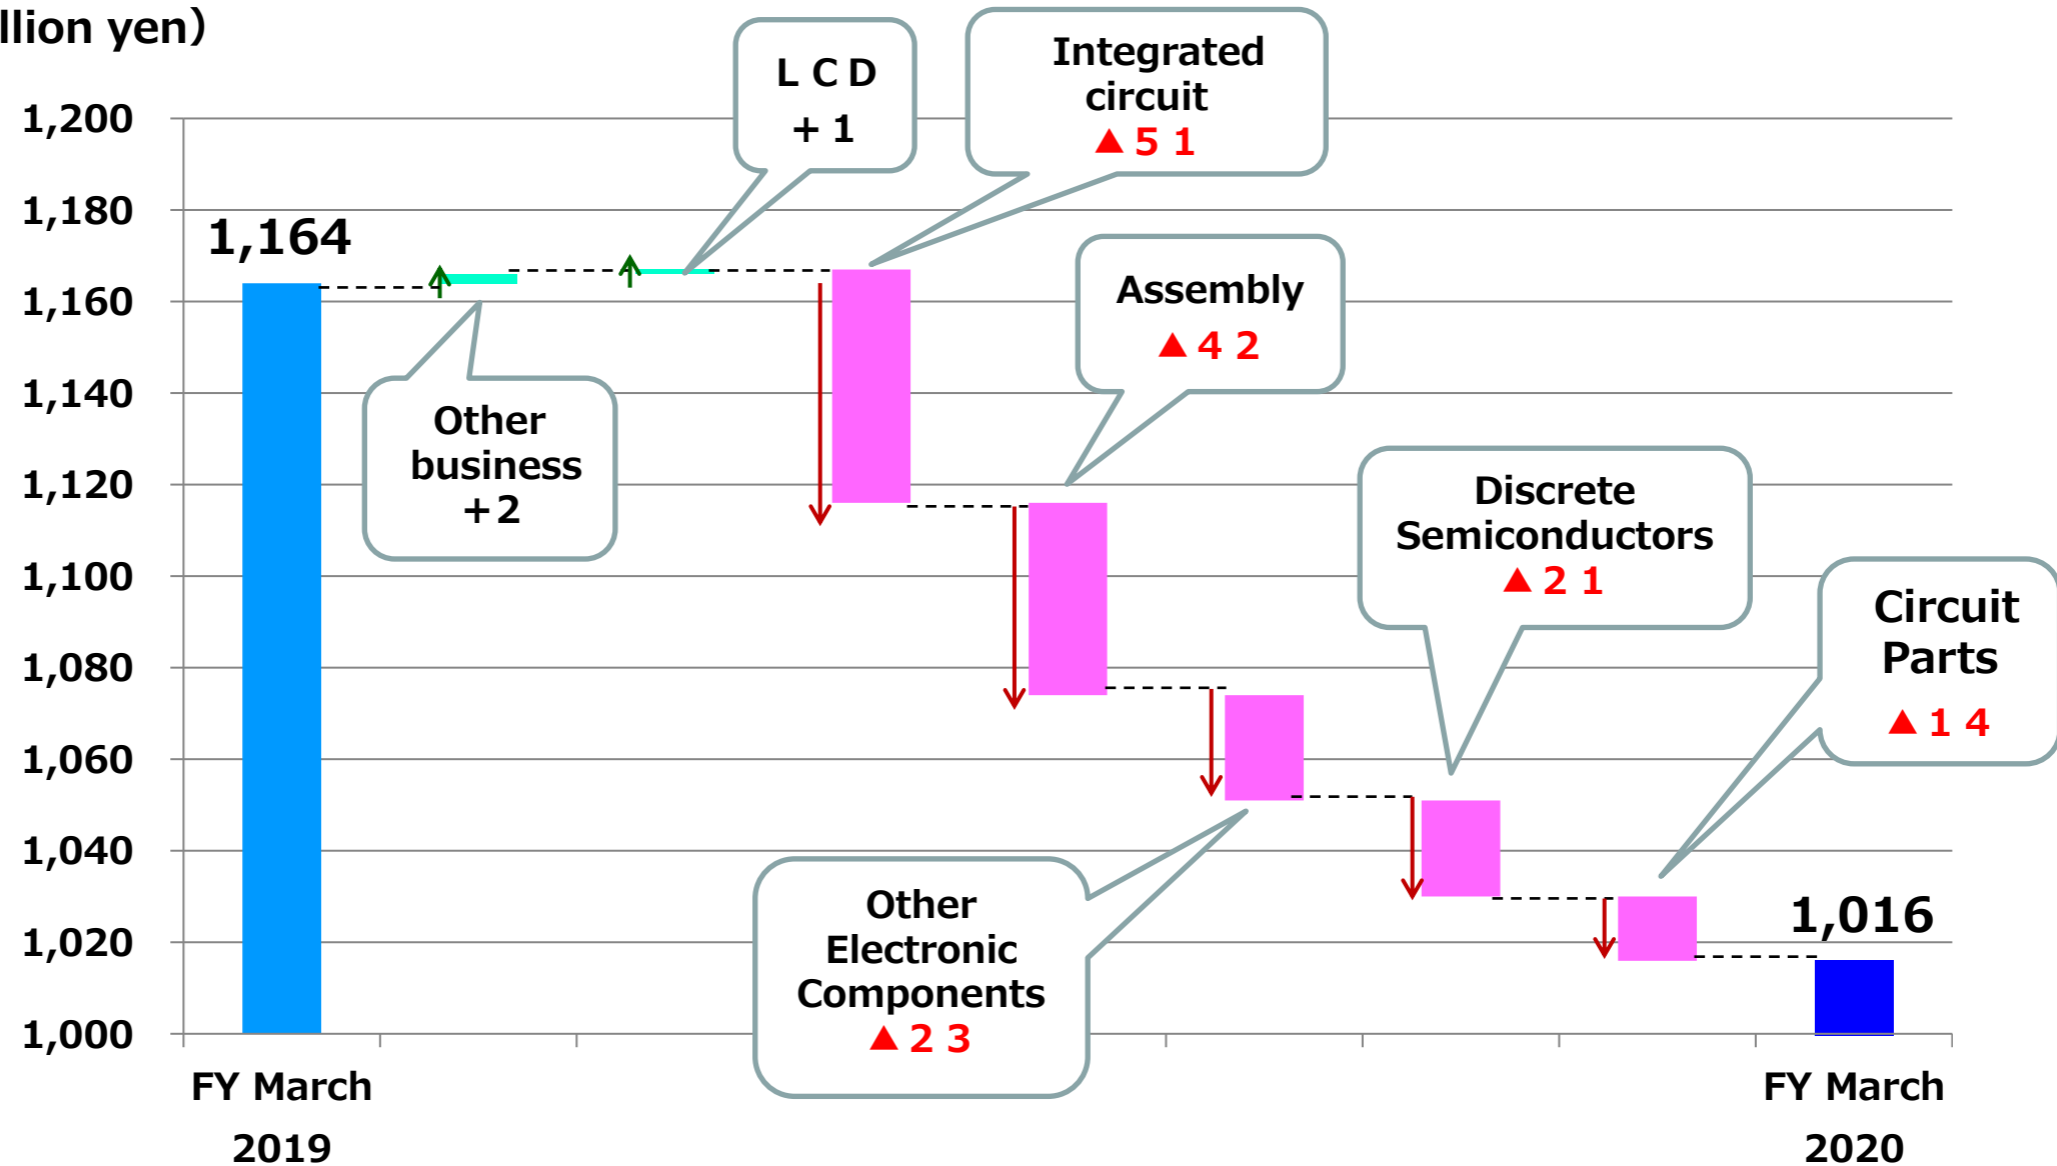 llion yen）
1,200
1,180
1,160
1,140
1,120
1,100
1,080
1,060
1,040
1,020
1,000
1,164
Other
business
+2
L C D
+ 1
Integrated
circuit
▲ 5 1
Assembly
▲ 4 2
Other
Electronic
Components
▲ 2 3
Discrete
Semiconductors
▲ 2 1
Circuit
Parts
▲ 1 4
1,016
FY March
2019
FY March
2020